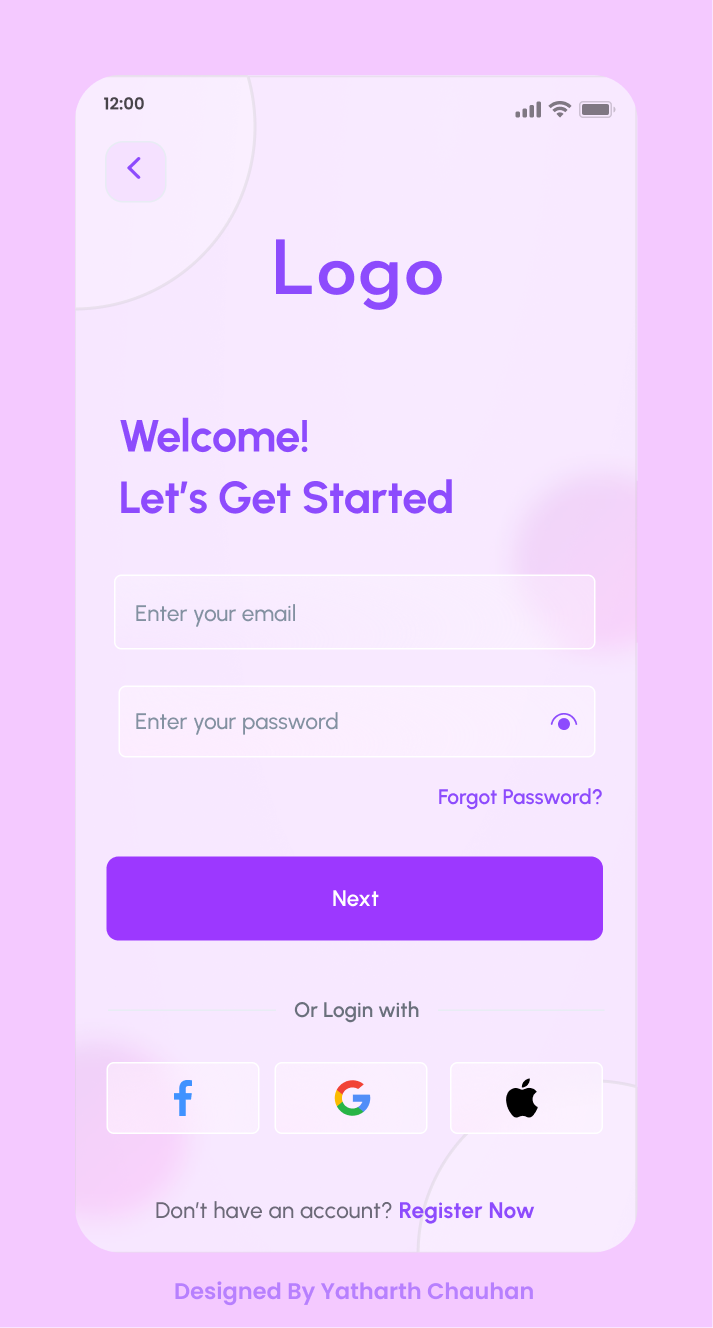 12:00
Logo
Welcome!
Let's Get Started
Enter your email
Enter your password
Forgot Password?
Next
Or Login with
Don't have an account? Register Now
Designed By Yatharth Chauhan